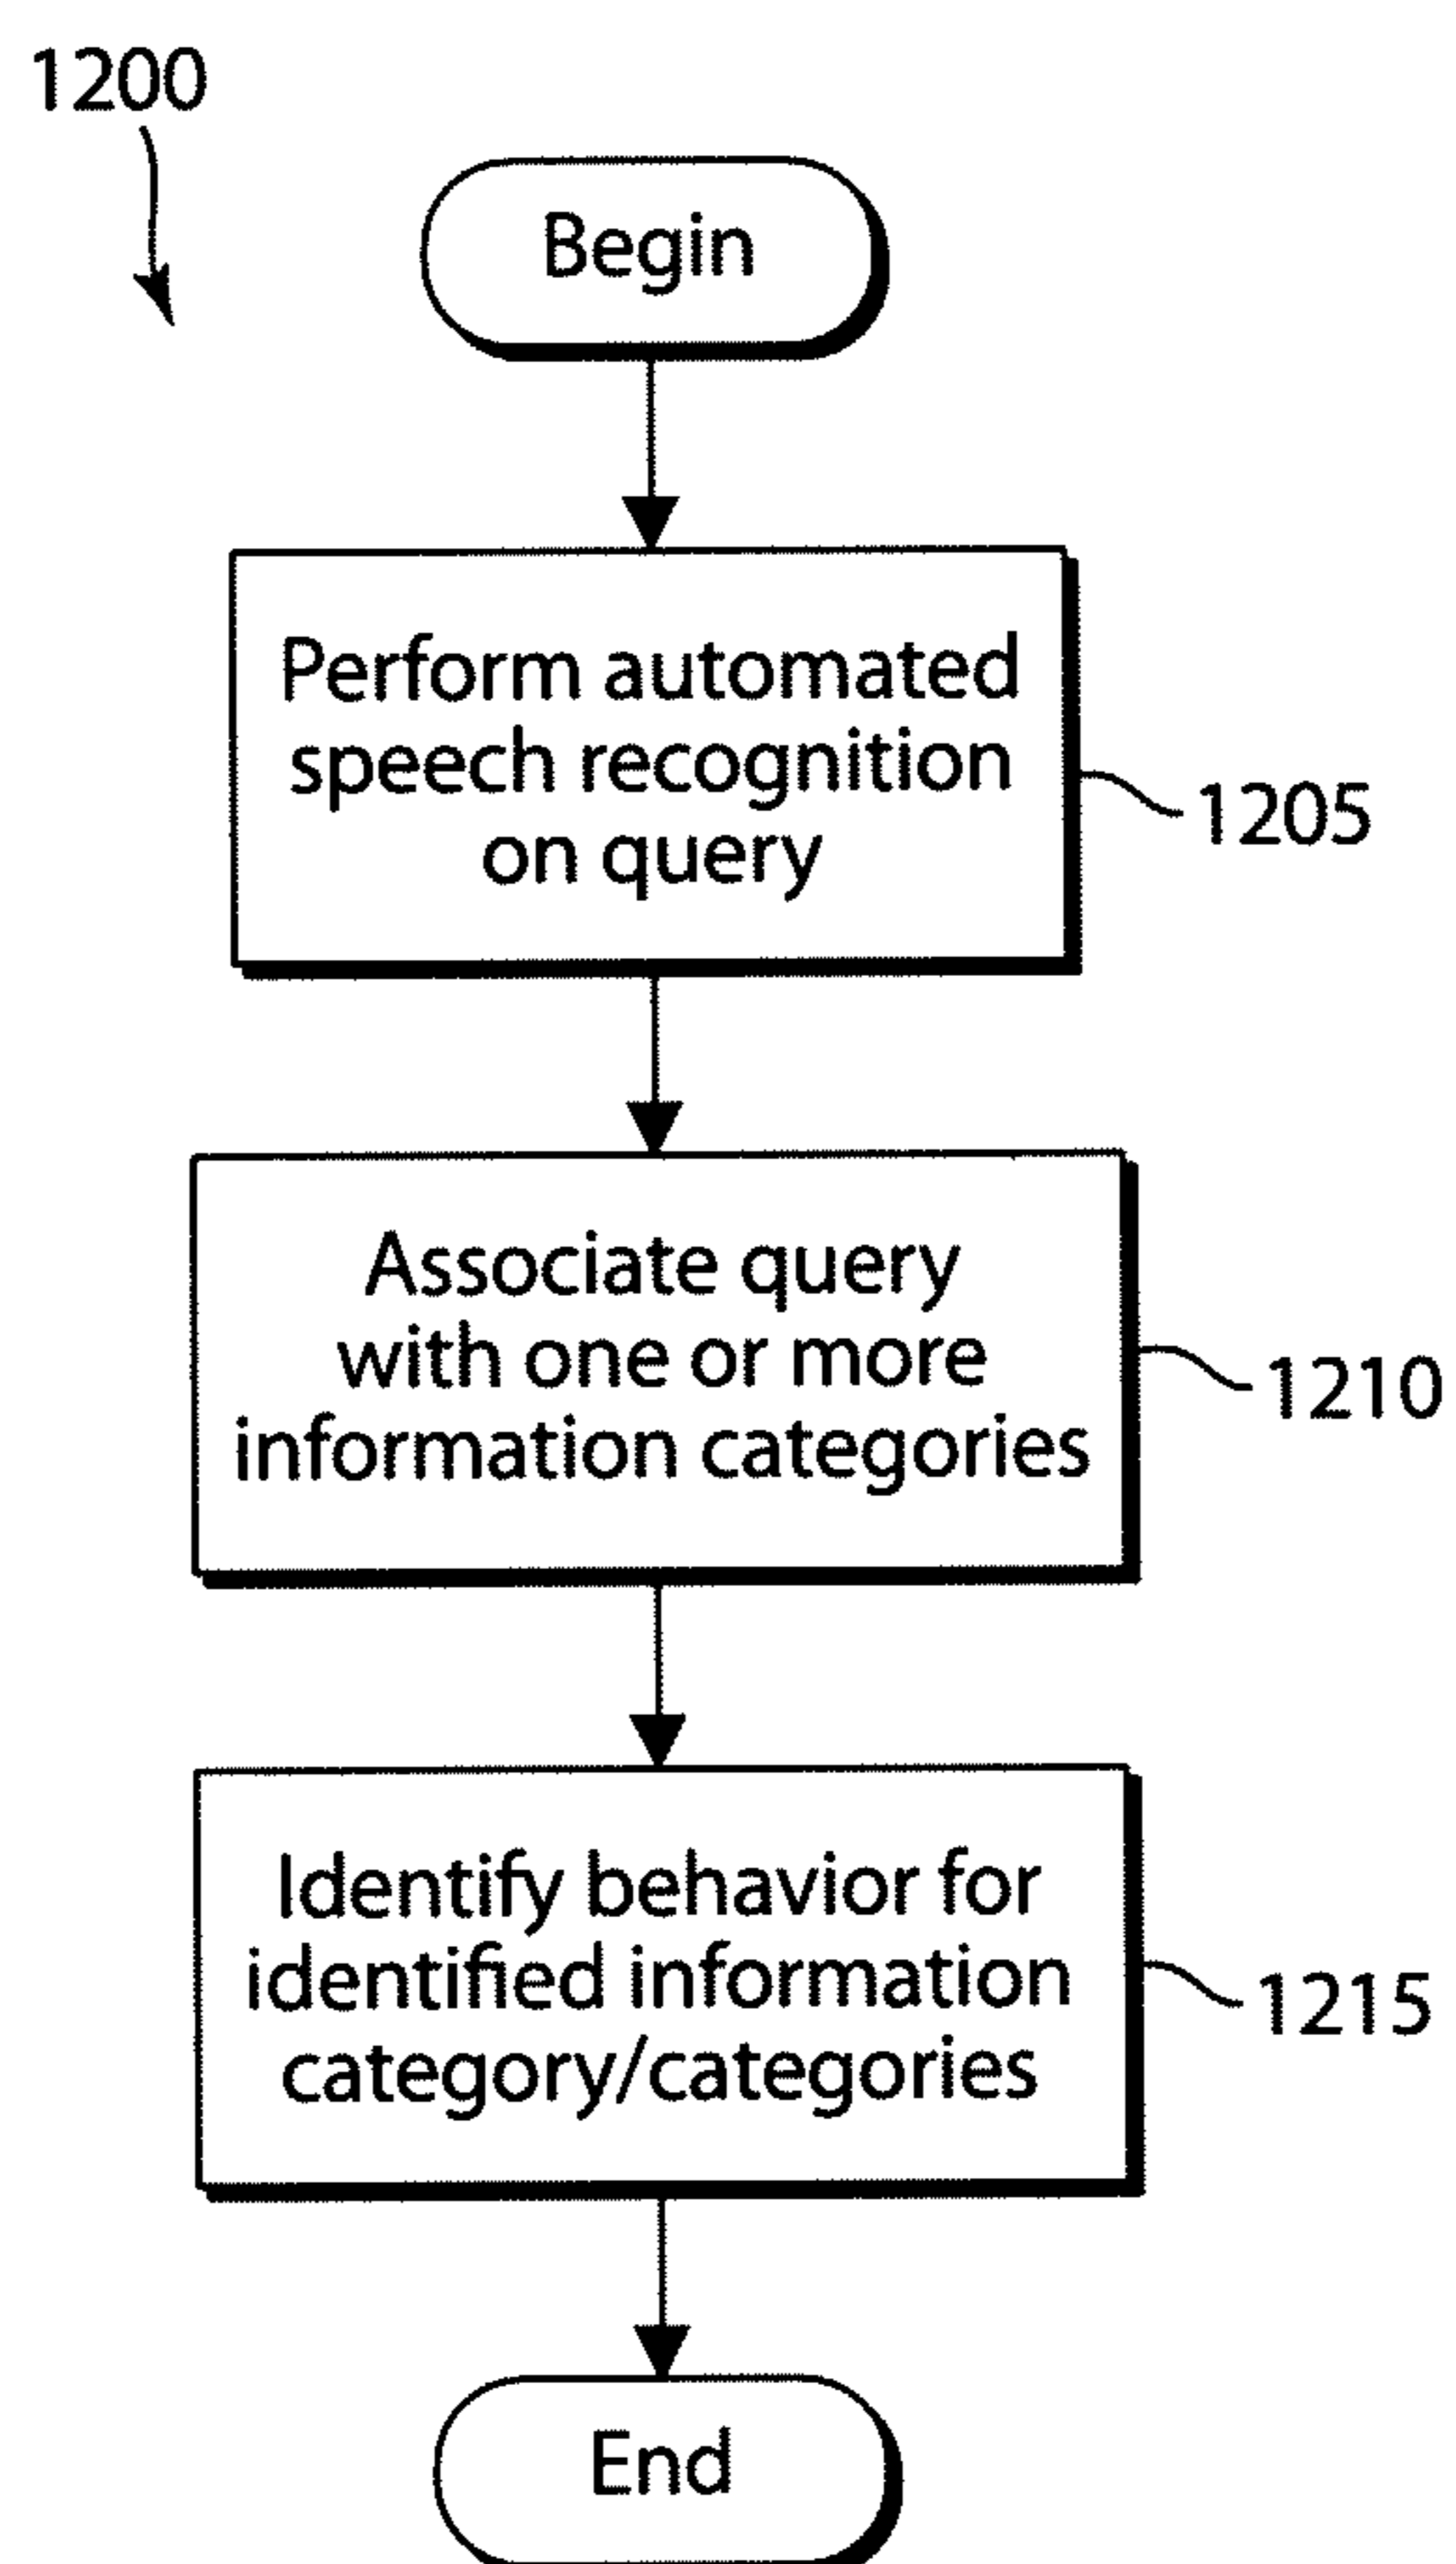 1200
Begin
Perform automated
speech recognition
on query
1205
Associate query
with one or more
information categories
1210
Identify behavior for
identified information
category/categories
1215
End